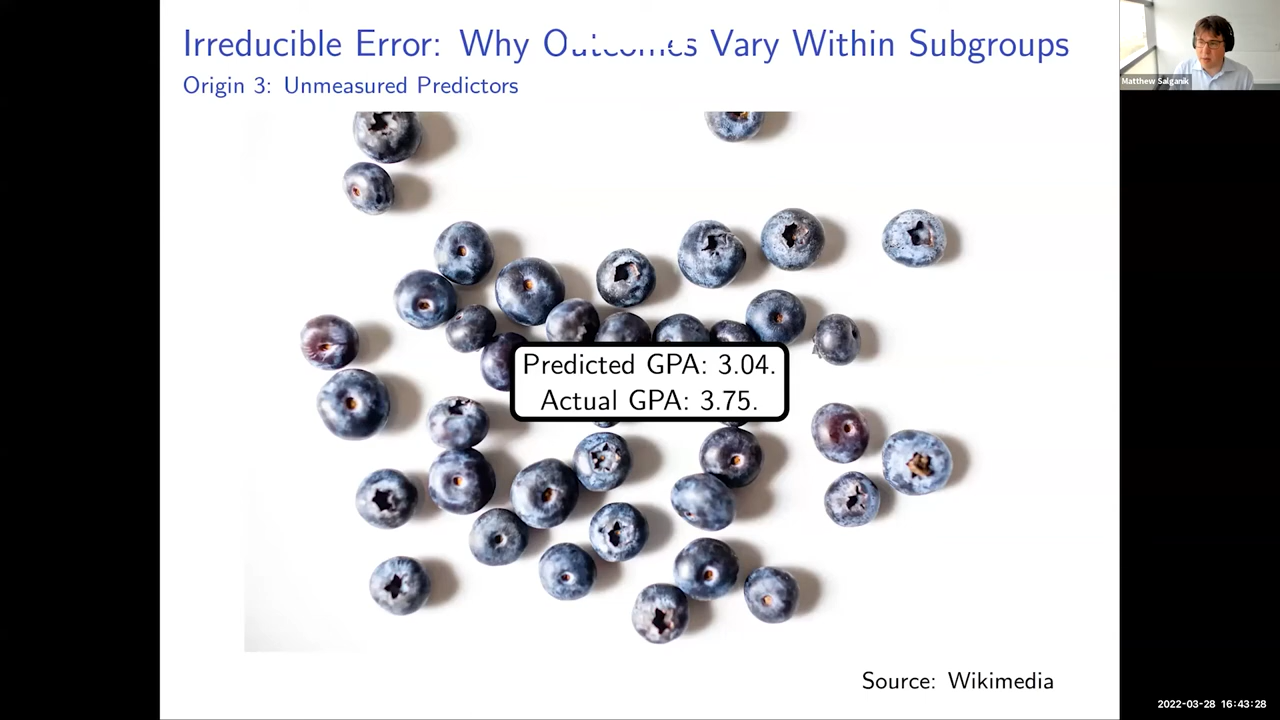 Irreducible Error: Why Outcomes Vary Within Subgroups
Origin 3: Unmeasured Predictors
Matthew Salganik
Predicted GPA: 3.04.
Actual GPA: 3.75.
Source: Wikimedia
2022-03-28 16:43:28